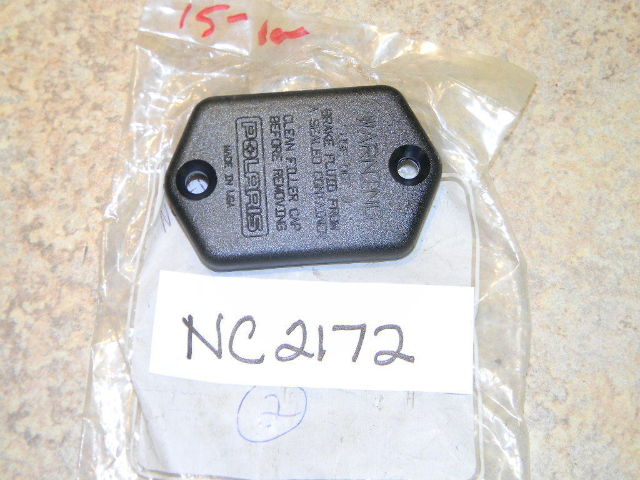 15-
WARNING
BRAKE FLUID FROM
A SEALED CONTAINER
CLEAN FILLER CAP
BEFORE REMOVING
POLARIS
MADE IN USA
NC2172
2